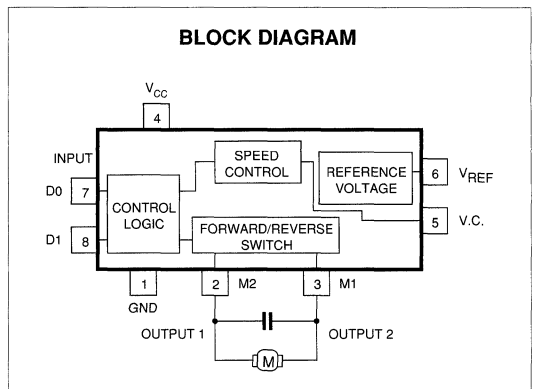 BLOCK DIAGRAM
VCC
4
INPUT
SPEED
CONTROL
REFERENCE
VOLTAGE
6 VREF
D0 7
CONTROL
LOGIC
5 V.C.
D1 8
FORWARD/REVERSE
SWITCH
1 2 M2 3 M1
GND
OUTPUT 1 OUTPUT 2
M